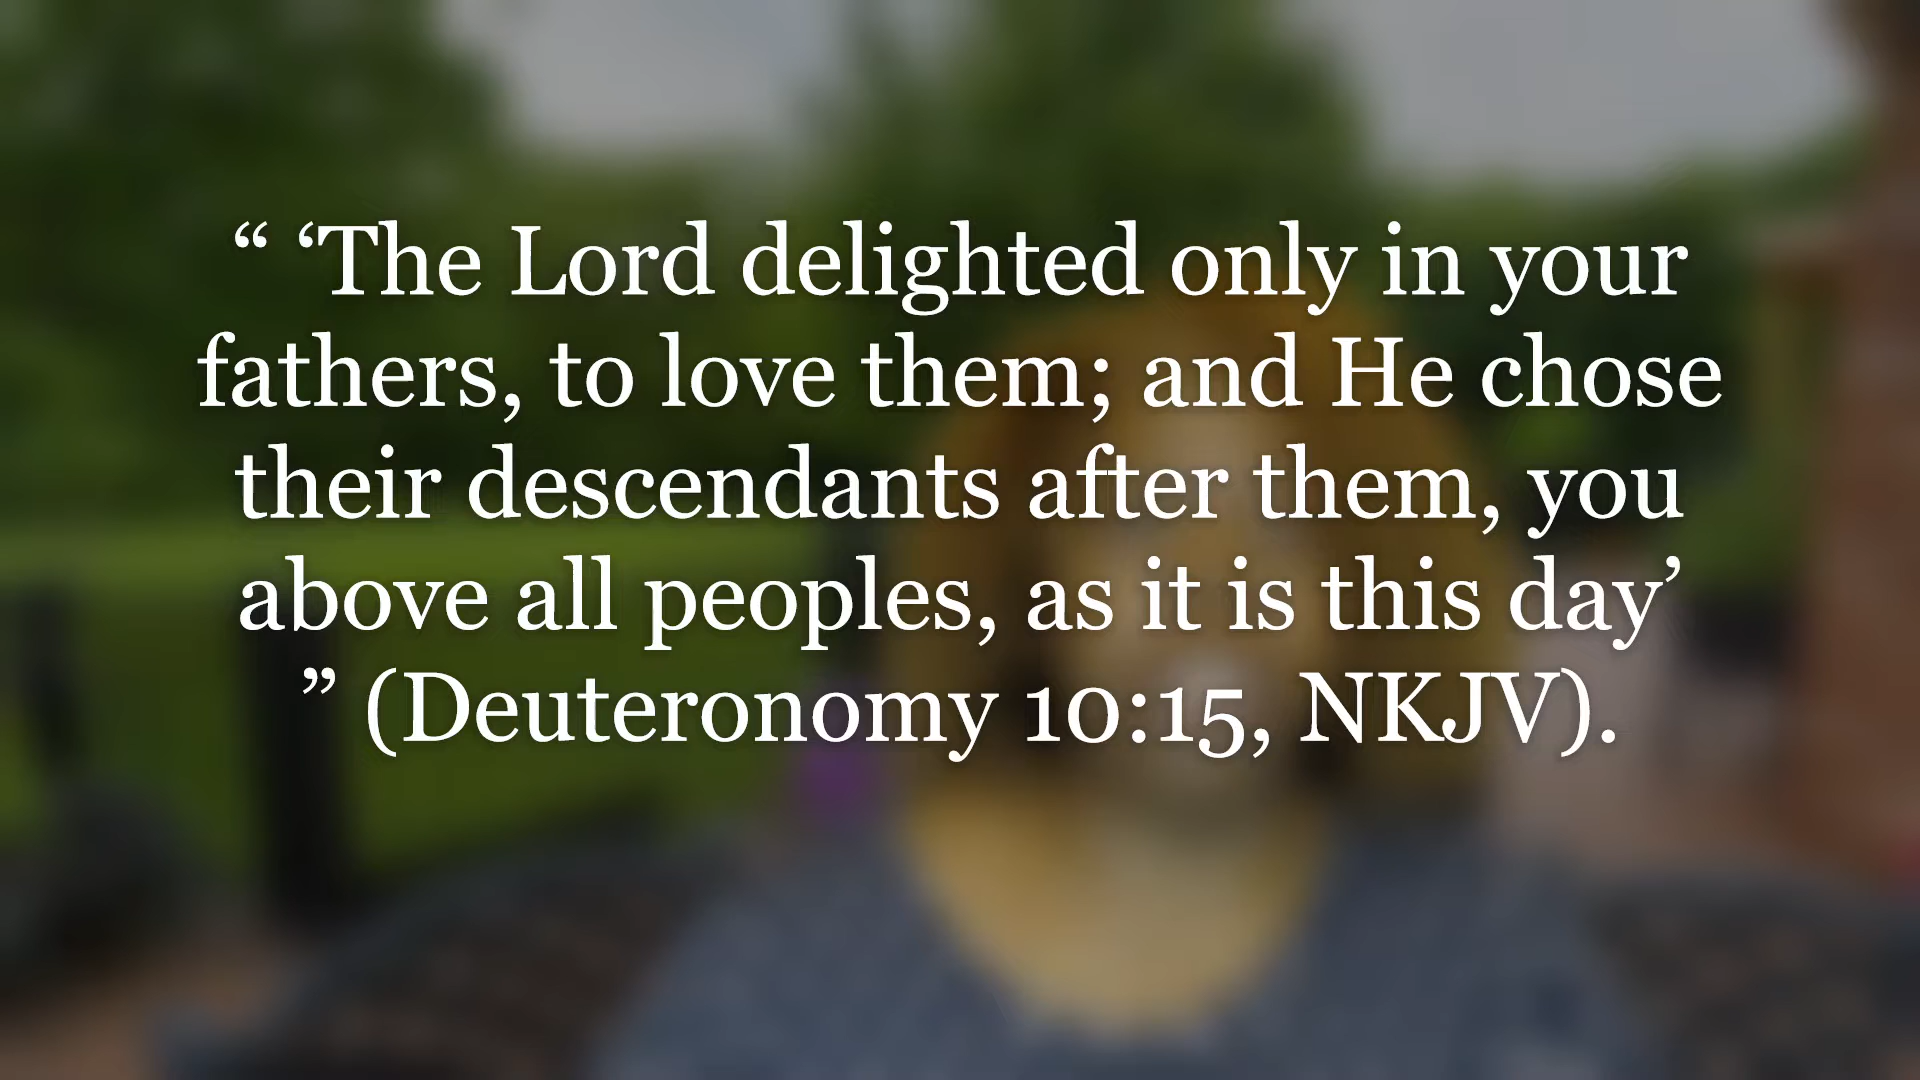 “ ‘The Lord delighted only in your
fathers, to love them; and He chose
their descendants after them, you
above all peoples, as it is this day’
” (Deuteronomy 10:15, NKJV).